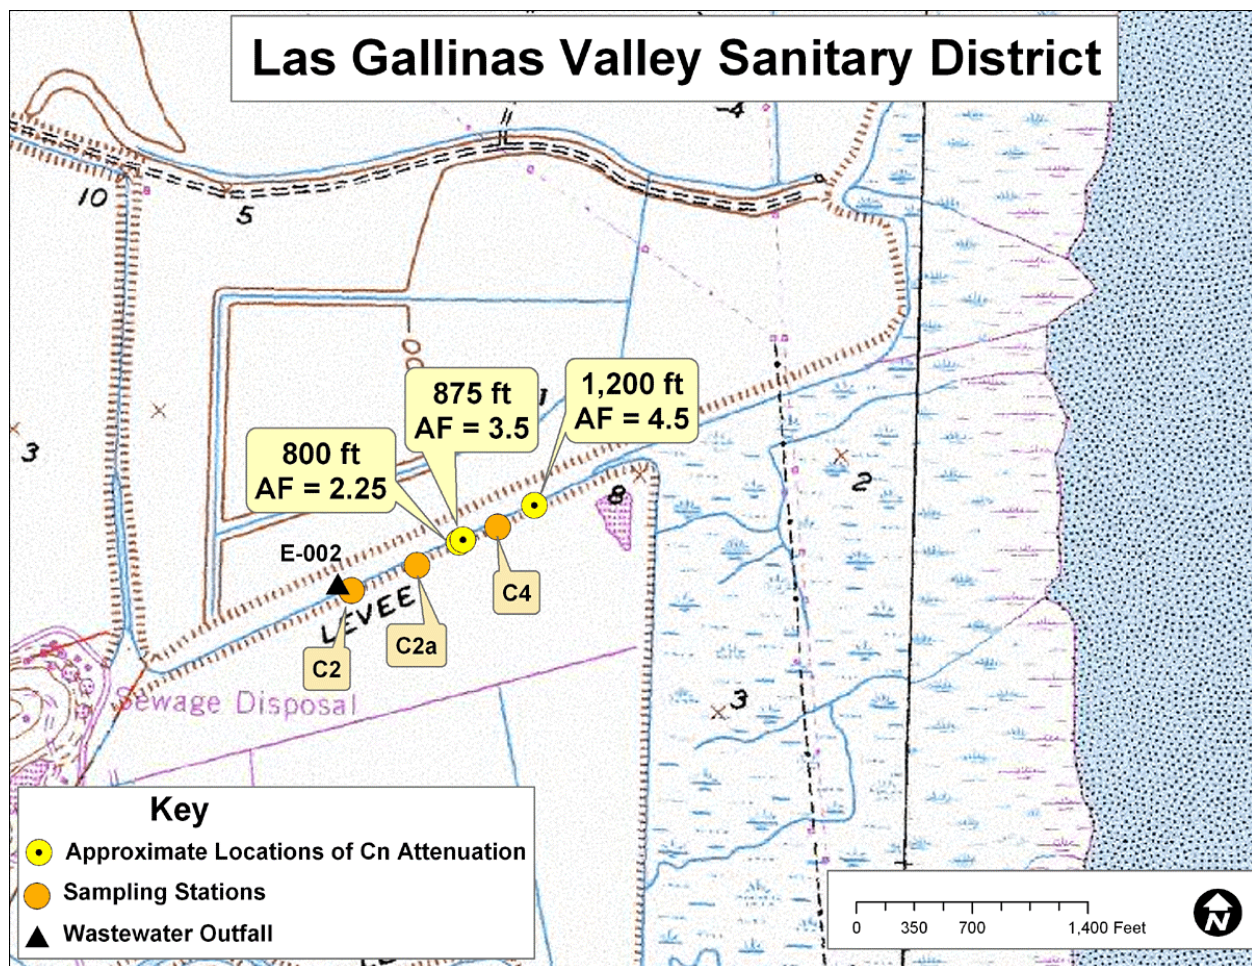 Las Gallinas Valley Sanitary District
4
10
5
3
00
1
875 ft
AF = 3.5
1,200 ft
AF = 4.5
800 ft
AF = 2.25
8
2
E-002
LEVEE
C4
C2a
C2
3
Sewage Disposal
Key
Approximate Locations of Cn Attenuation
Sampling Stations
Wastewater Outfall
0 350 700 1,400 Feet
N